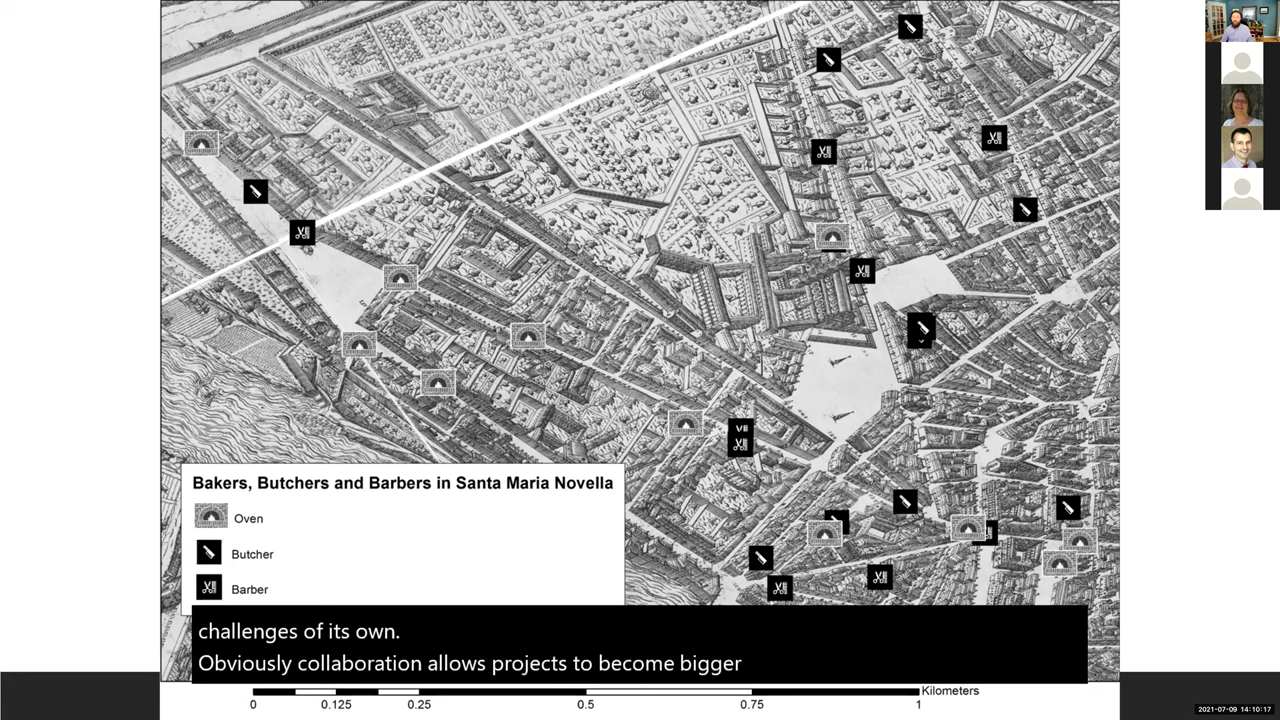 Bakers, Butchers and Barbers in Santa Maria Novella
Oven
Butcher
Barber
challenges of its own.
Obviously collaboration allows projects to become bigger
Kilometers
0 0.125 0.25 0.5 0.75 1
2021-07-09 14:10:17